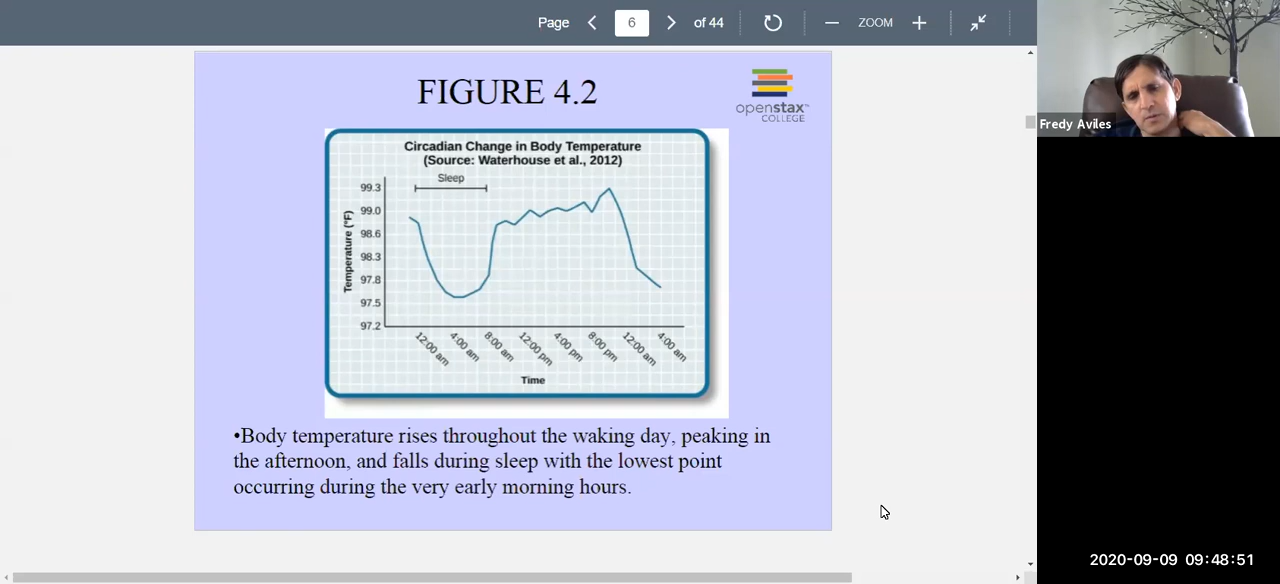 Page 6 of 44 ZOOM
FIGURE 4.2
openstax™
COLLEGE
Fredy Aviles
Circadian Change in Body Temperature
(Source: Waterhouse et al., 2012)
Sleep
99.3
99.0
98.6
98.3
97.8
97.5
97.2
Temperature (°F)
12:00 am
4:00 am
8:00 am
12:00 pm
4:00 pm
8:00 pm
12:00 am
4:00 am
Time
•Body temperature rises throughout the waking day, peaking in
the afternoon, and falls during sleep with the lowest point
occurring during the very early morning hours.
2020-09-09 09:48:51